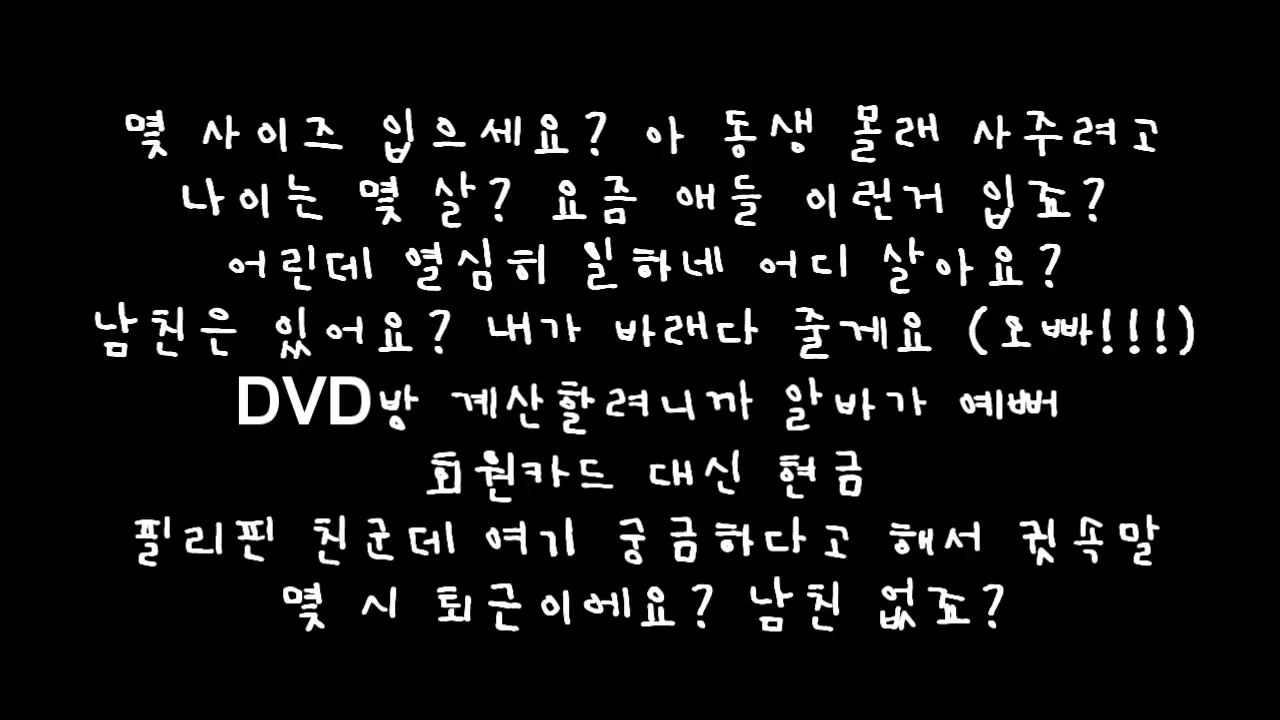 몇 사이즈 입으세요? 아 동생 몰래 사주려고
나이는 몇 살? 요즘 애들 이런거 입죠?
어린데 열심히 일하네 어디 살아요?
남친은 있어요? 내가 바래다 줄게요 (오빠!!!)
DVD방 계산할려니까 알바가 예뻐
회원카드 대신 현금
필리핀 친군데 여기 궁금하다고 해서 귓속말
몇 시 퇴근이에요? 남친 없죠?